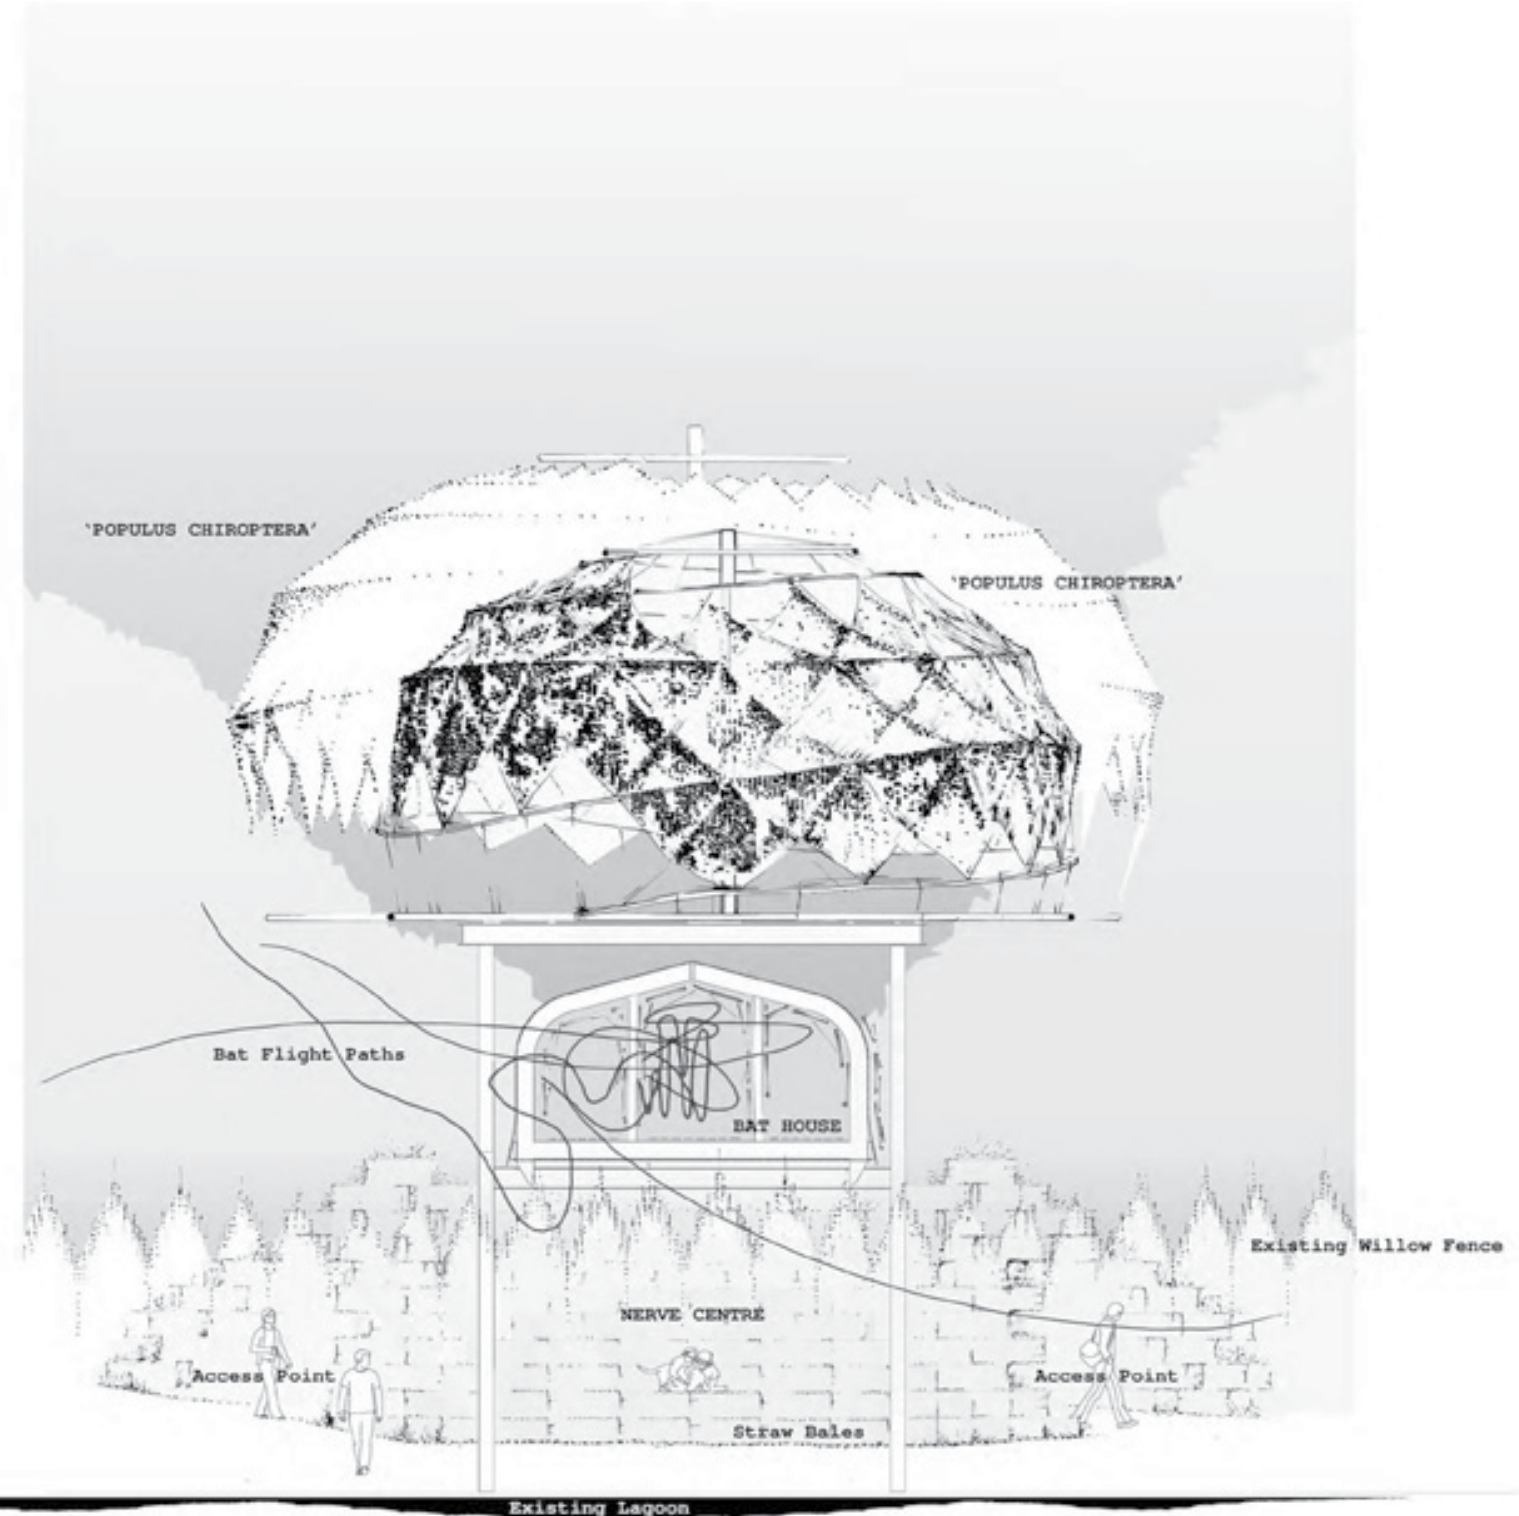 ‘POPULUS CHIROPTERA’
‘POPULUS CHIROPTERA’
Bat Flight Paths
BAT HOUSE
Existing Willow Fence
NERVE CENTRE
Access Point
Access Point
Straw Bales
Existing Lagoon